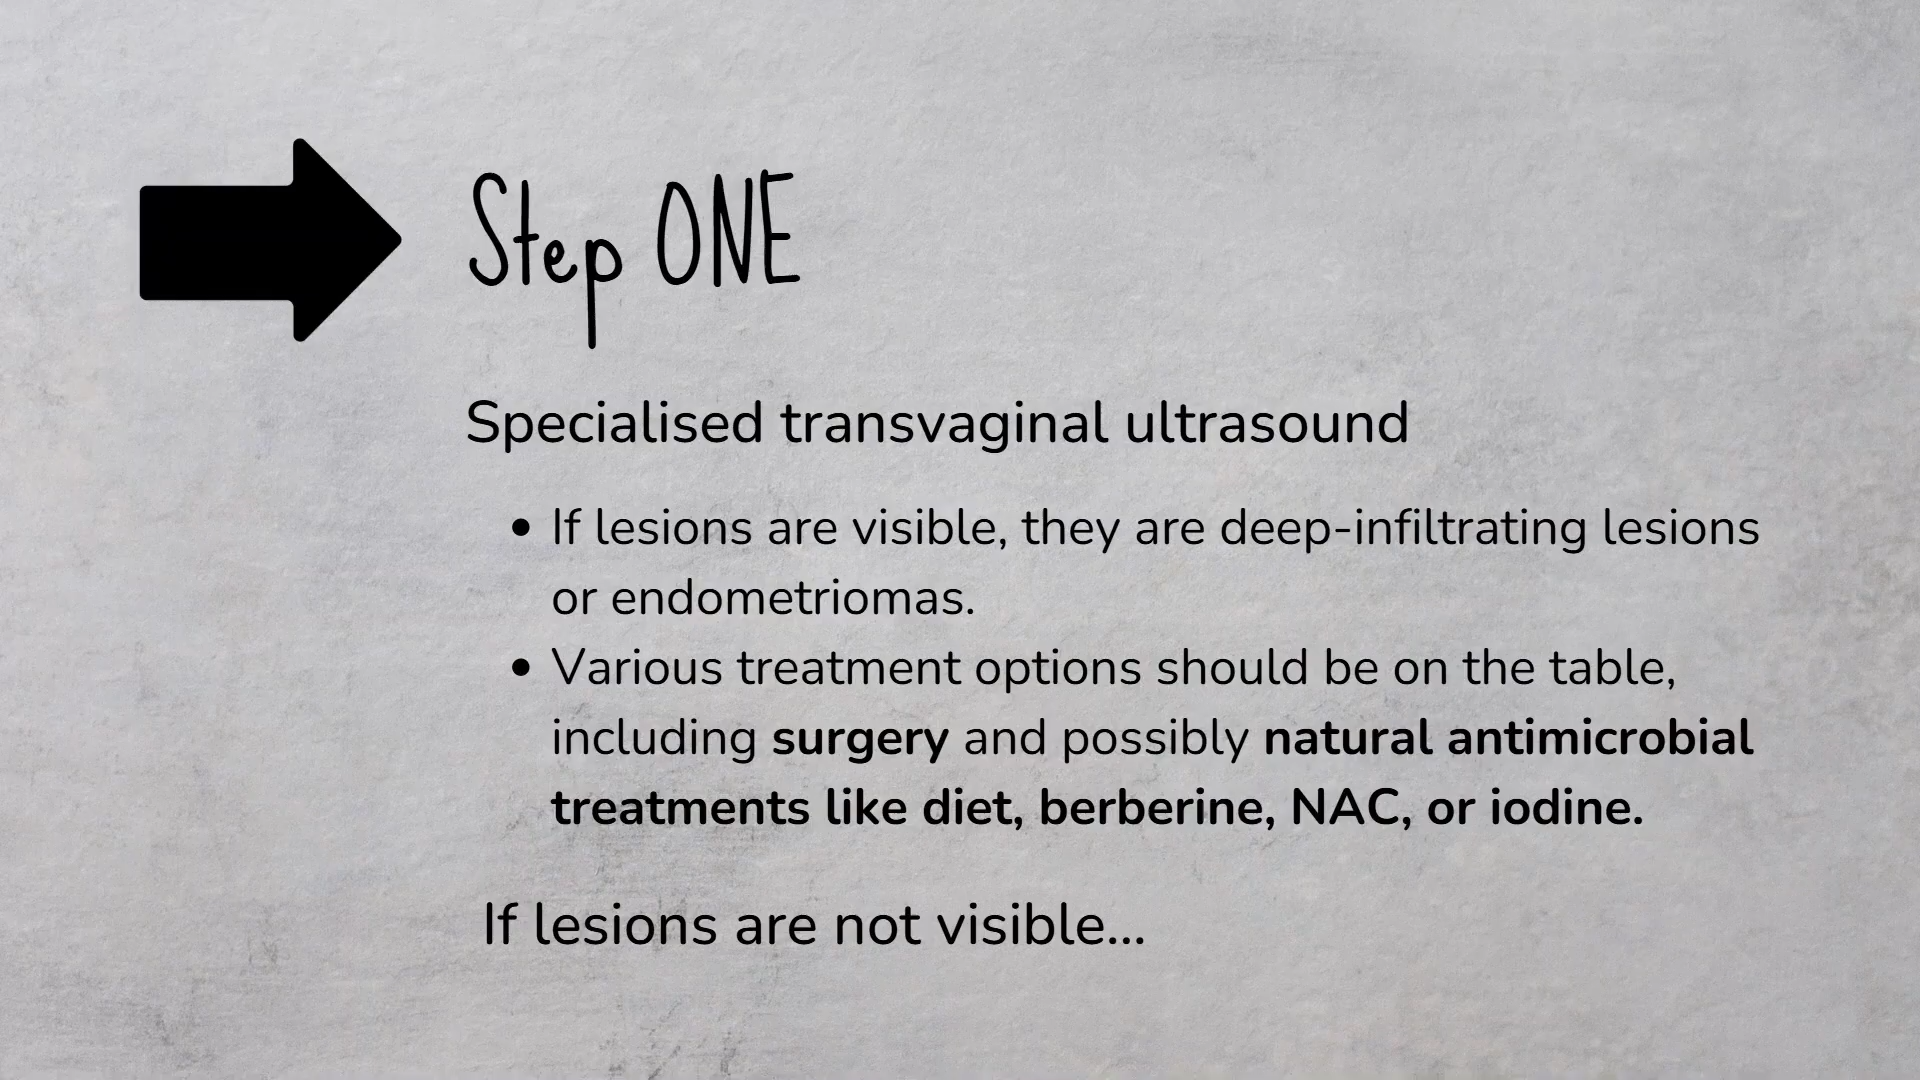 Step ONE
Specialised transvaginal ultrasound
• If lesions are visible, they are deep-infiltrating lesions
or endometriomas.
• Various treatment options should be on the table,
including surgery and possibly natural antimicrobial
treatments like diet, berberine, NAC, or iodine.
If lesions are not visible...